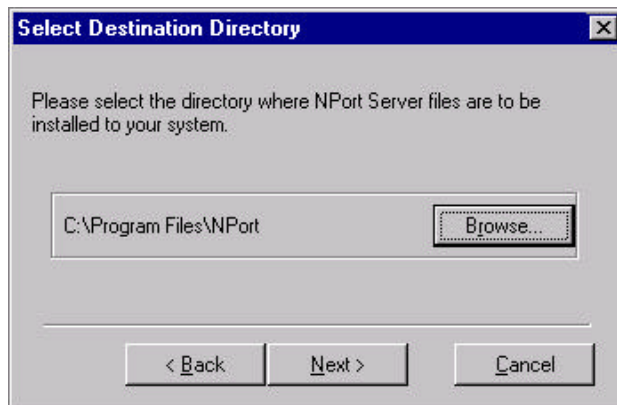 Select Destination Directory
Please select the directory where NPort Server files are to be
installed to your system.
C:\Program Files\NPort
Browse...
< Back
Next >
Cancel